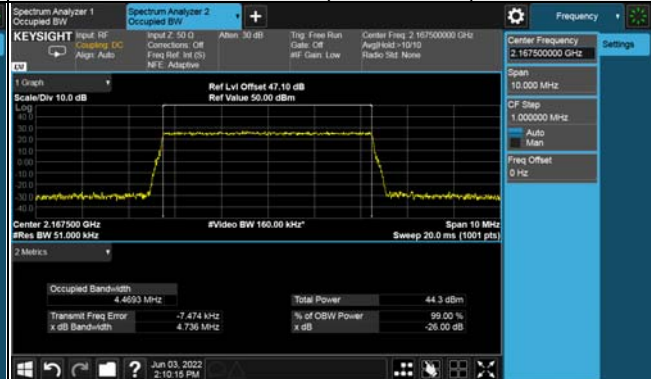 Spectrum Analyzer 1
Occupied BW
Spectrum Analyzer 2
Occupied BW
+
Frequency
KEYSIGHT
Input: RF
Coupling: DC
Align: Auto
Input Z: 50 Ω
Corrections: Off
Freq Ref: Int (S)
NFE: Adaptive
Atten: 30 dB
Trig: Free Run
Gate: Off
#IF Gain: Low
Center Freq: 2.167500000 GHz
Avg|Hold:>10/10
Radio Std: None
Center Frequency
2.167500000 GHz
Settings
Span
10.000 MHz
CF Step
1.000000 MHz
Auto
Man
Freq Offset
0 Hz
1 Graph
Scale/Div 10.0 dB
Ref Lvl Offset 47.10 dB
Ref Value 50.00 dBm
Log
40.0
30.0
20.0
10.0
0.00
-10.0
-20.0
-30.0
-40.0
Center 2.167500 GHz
#Res BW 51.000 kHz
#Video BW 160.00 kHz*
Span 10 MHz
Sweep 20.0 ms (1001 pts)
2 Metrics
Occupied Bandwidth
4.4693 MHz
Total Power 44.3 dBm
Transmit Freq Error -7.474 kHz
% of OBW Power 99.00 %
x dB Bandwidth 4.736 MHz
x dB -26.00 dB
?
Jun 03, 2022
2:10:15 PM